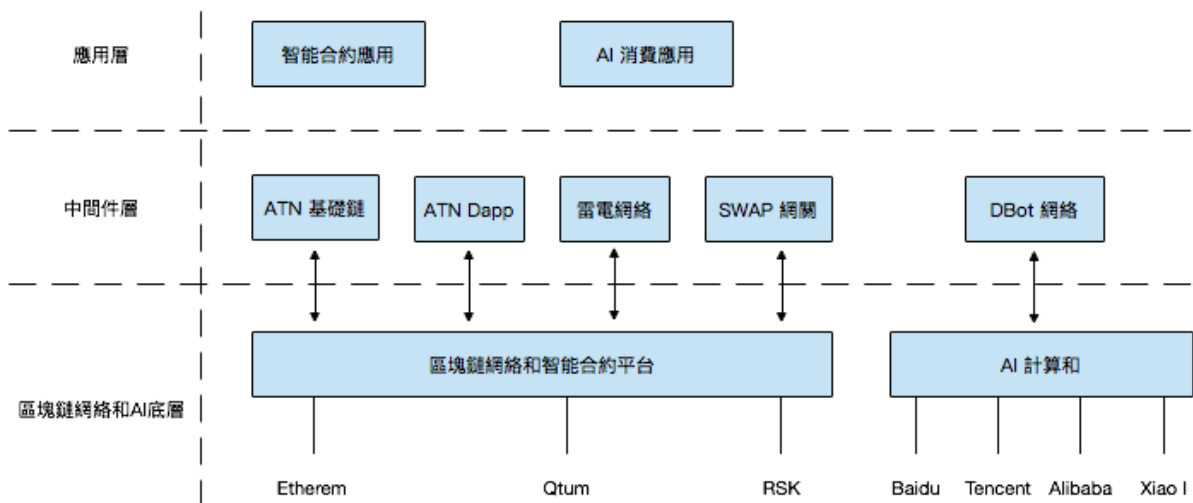 應用層
智能合約應用
AI 消費應用
中間件層
ATN 基礎鏈
ATN Dapp
雷電網絡
SWAP 網關
DBot 網絡
區塊鏈網絡和AI底層
區塊鏈網絡和智能合約平台
AI 計算和
Etherem
Qtum
RSK
Baidu
Tencent
Alibaba
Xiao I